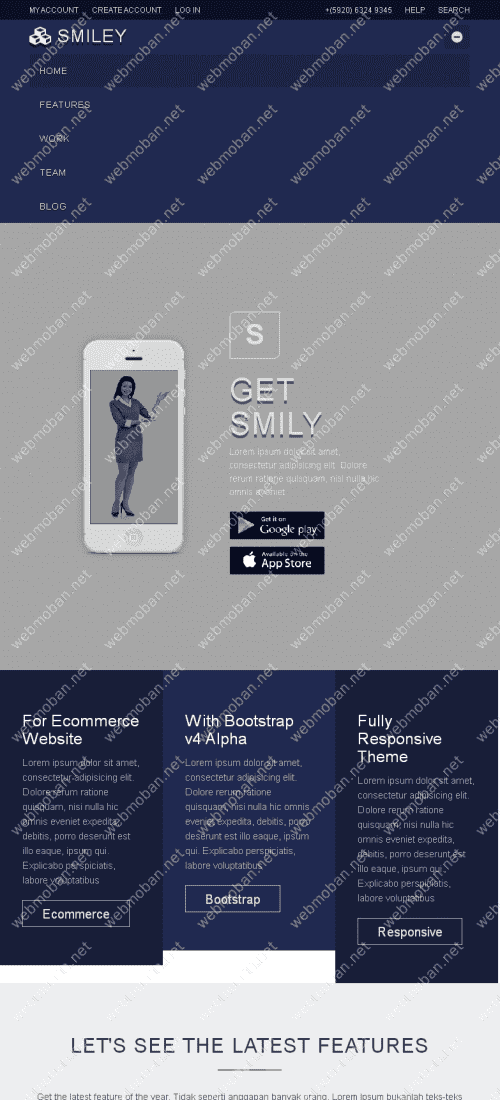 MY ACCOUNT CREATE ACCOUNT LOG IN +(5920) 6324 9345 HELP SEARCH
SMILEY
HOME
FEATURES
WORK
TEAM
BLOG
S
GET
SMILY
Lorem ipsum dolor sit amet,
consectetur adipisicing elit. Dolore
rerum ratione quisquam, nisi nulla hic
omnis eveniet
Get it on
Google play
Available on the
App Store
For Ecommerce
Website
Lorem ipsum dolor sit amet,
consectetur adipisicing elit.
Dolore rerum ratione
quisquam, nisi nulla hic
omnis eveniet expedita,
debitis, porro deserunt est
illo eaque, ipsum qui.
Explicabo perspiciatis,
labore voluptatibus
Ecommerce
With Bootstrap
v4 Alpha
Lorem ipsum dolor sit amet,
consectetur adipisicing elit.
Dolore rerum ratione
quisquam, nisi nulla hic omnis
eveniet expedita, debitis, porro
deserunt est illo eaque, ipsum
qui. Explicabo perspiciatis,
labore voluptatibus
Bootstrap
Fully
Responsive
Theme
Lorem ipsum dolor sit amet,
consectetur adipisicing elit.
Dolore rerum ratione
quisquam, nisi nulla hic
omnis eveniet expedita,
debitis, porro deserunt est
illo eaque, ipsum qui.
Explicabo perspiciatis,
labore voluptatibus
Responsive
LET'S SEE THE LATEST FEATURES
Get the latest feature of the year. Tidak seperti anggapan banyak orang, Lorem Ipsum bukanlah teks-teks
webmoban.net